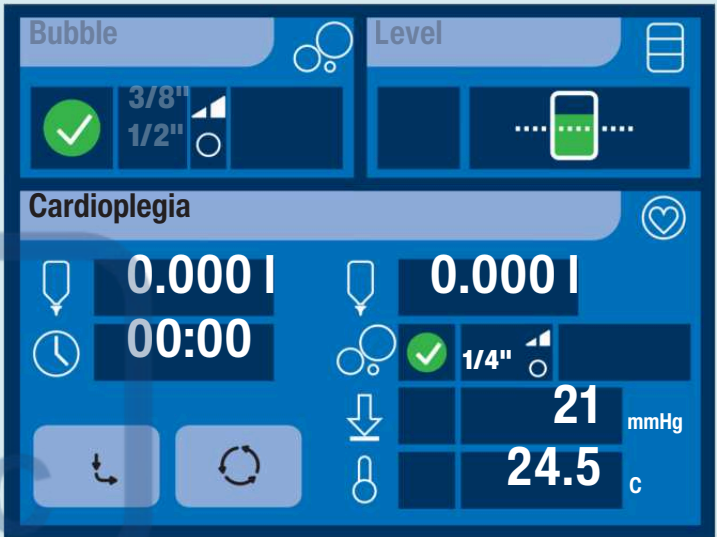 Bubble
Level
3/8"
1/2"
Cardioplegia
0.000 l
0.000 l
00:00
1/4"
21 mmHg
24.5 C